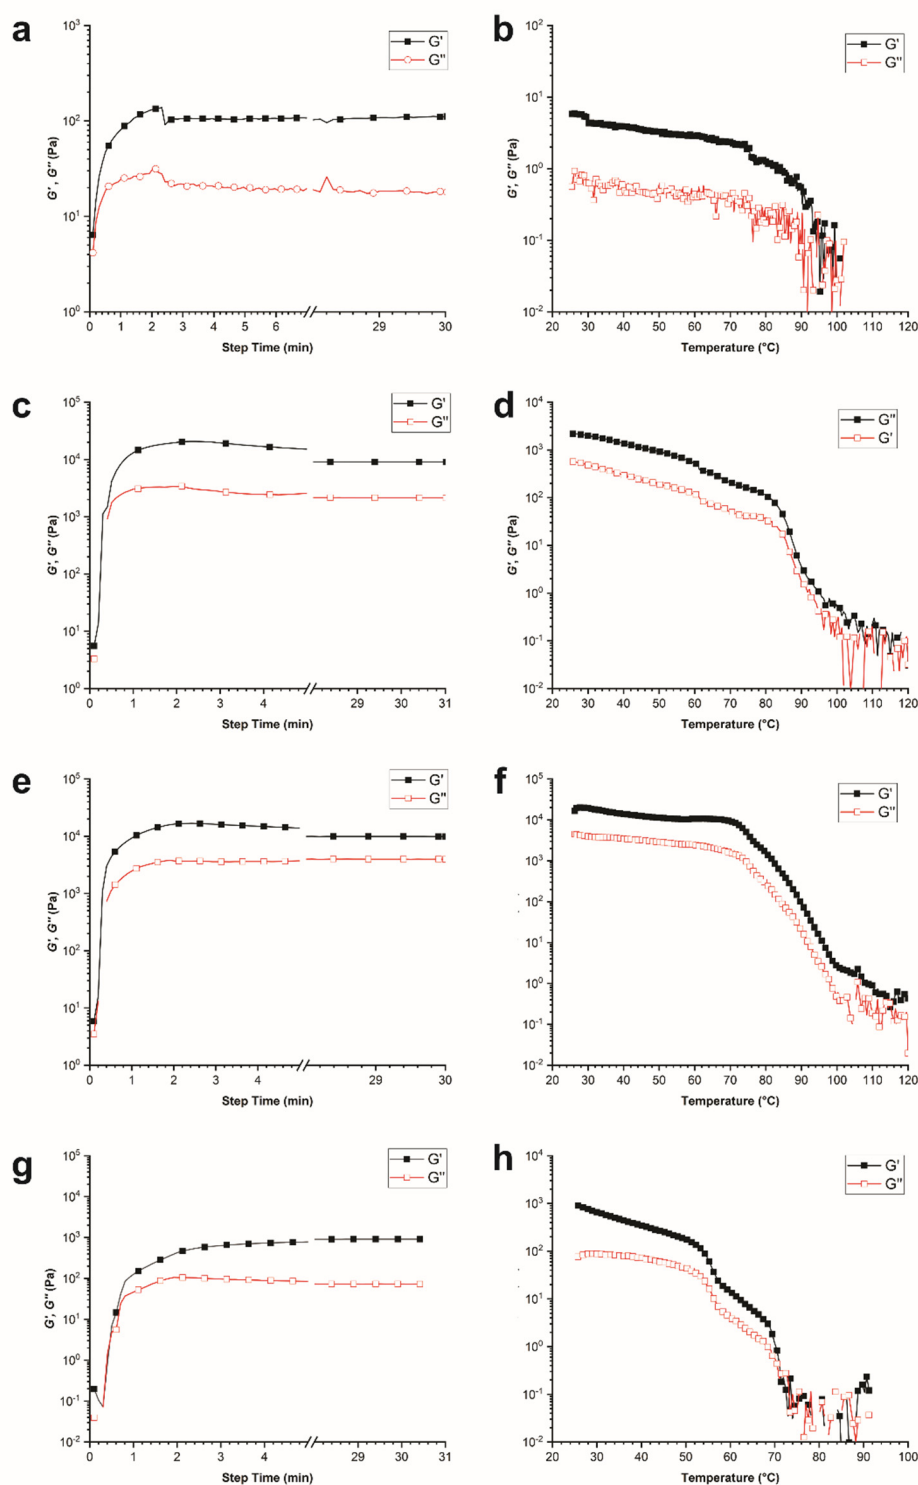 a
b
10³
10²
10¹
10⁰
G', G'' (Pa)
G'
G''
0 1 2 3 4 5 6 29 30
Step Time (min)
10²
10¹
10⁰
10⁻¹
10⁻²
G', G'' (Pa)
G'
G''
20 30 40 50 60 70 80 90 100 110 120
Temperature (°C)
c
d
10⁵
10⁴
10³
10²
10¹
10⁰
G', G'' (Pa)
G'
G''
0 2 4 29 30 31
Step Time (min)
10⁴
10³
10²
10¹
10⁰
10⁻¹
10⁻²
G', G'' (Pa)
G''
G'
20 30 40 50 60 70 80 90 100 110 120
Temperature (°C)
e
f
10⁵
10⁴
10³
10²
10¹
10⁰
G', G'' (Pa)
G'
G''
0 1 2 3 4 29 30
Step Time (min)
10⁵
10⁴
10³
10²
10¹
10⁰
10⁻¹
10⁻²
G', G'' (Pa)
G'
G''
20 30 40 50 60 70 80 90 100 110 120
Temperature (°C)
g
h
10⁵
10⁴
10³
10²
10¹
10⁰
10⁻¹
10⁻²
G', G'' (Pa)
G'
G''
0 2 4 29 30 31
Step Time (min)
10⁴
10³
10²
10¹
10⁰
10⁻¹
10⁻²
G', G'' (Pa)
G'
G''
20 30 40 50 60 70 80 90 100
Temperature (°C)